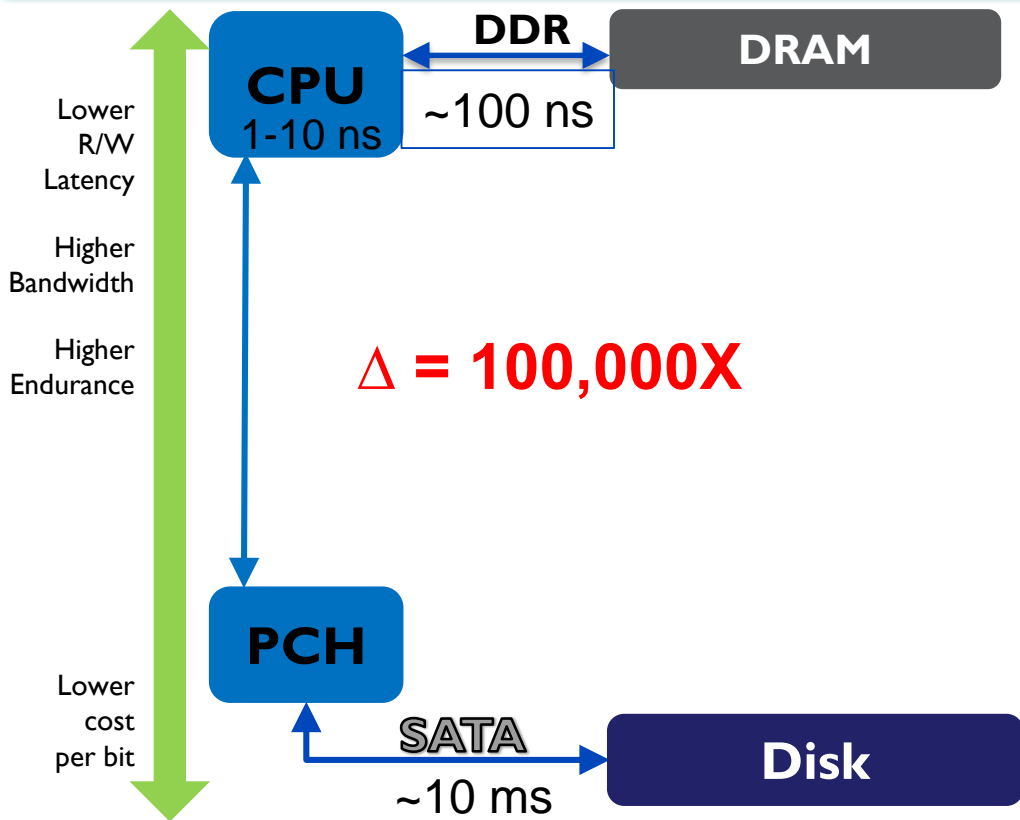 DDR
DRAM
CPU
1-10 ns
~100 ns
Lower
R/W
Latency
Higher
Bandwidth
Higher
Endurance
Δ = 100,000X
PCH
Lower
cost
per bit
SATA
Disk
~10 ms